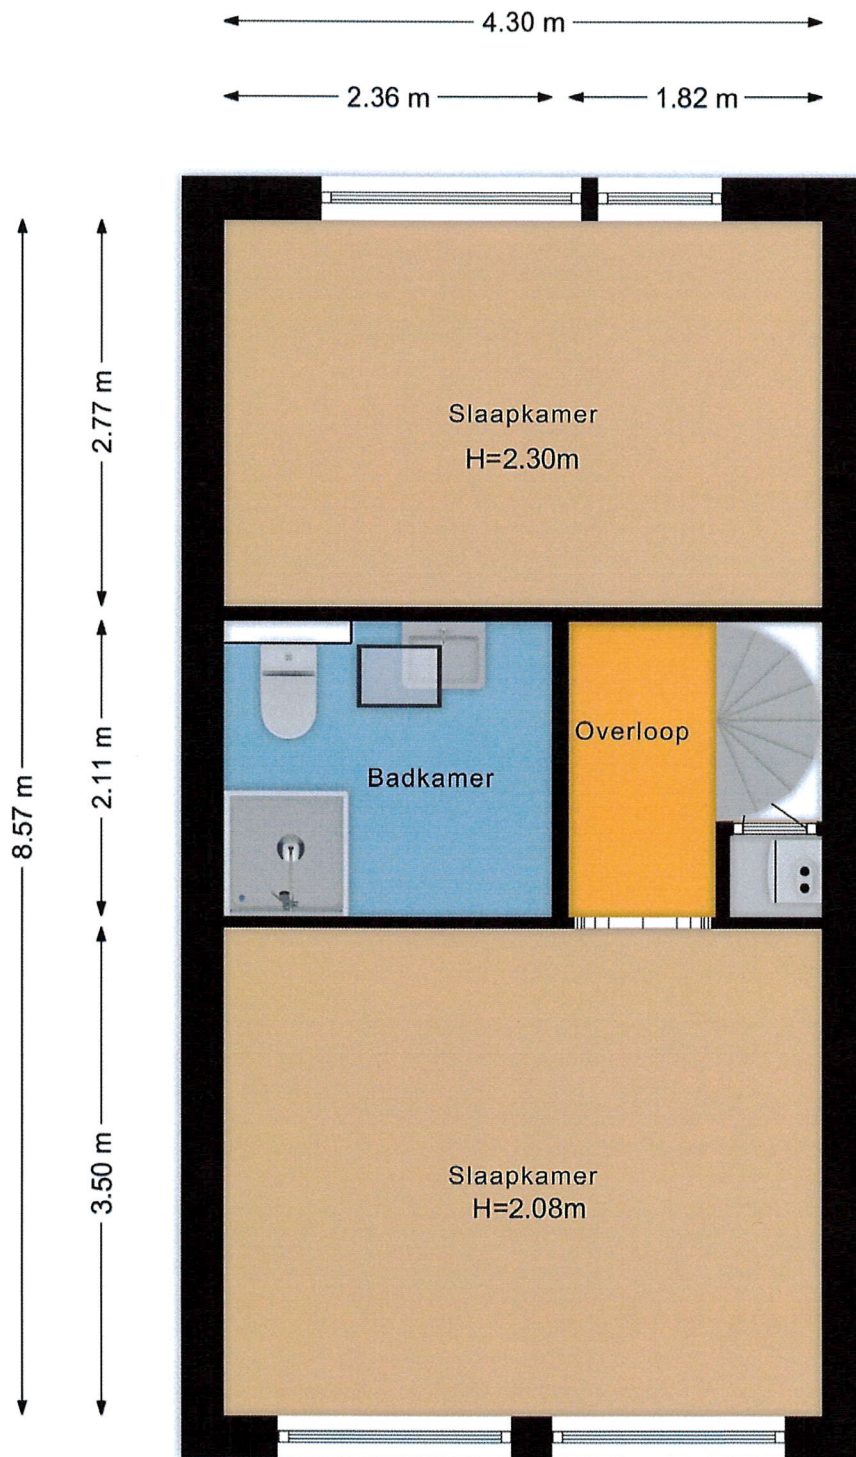 4.30 m
2.36 m
1.82 m
2.77 m
Slaapkamer
H=2.30m
8.57 m
2.11 m
Overloop
Badkamer
3.50 m
Slaapkamer
H=2.08m